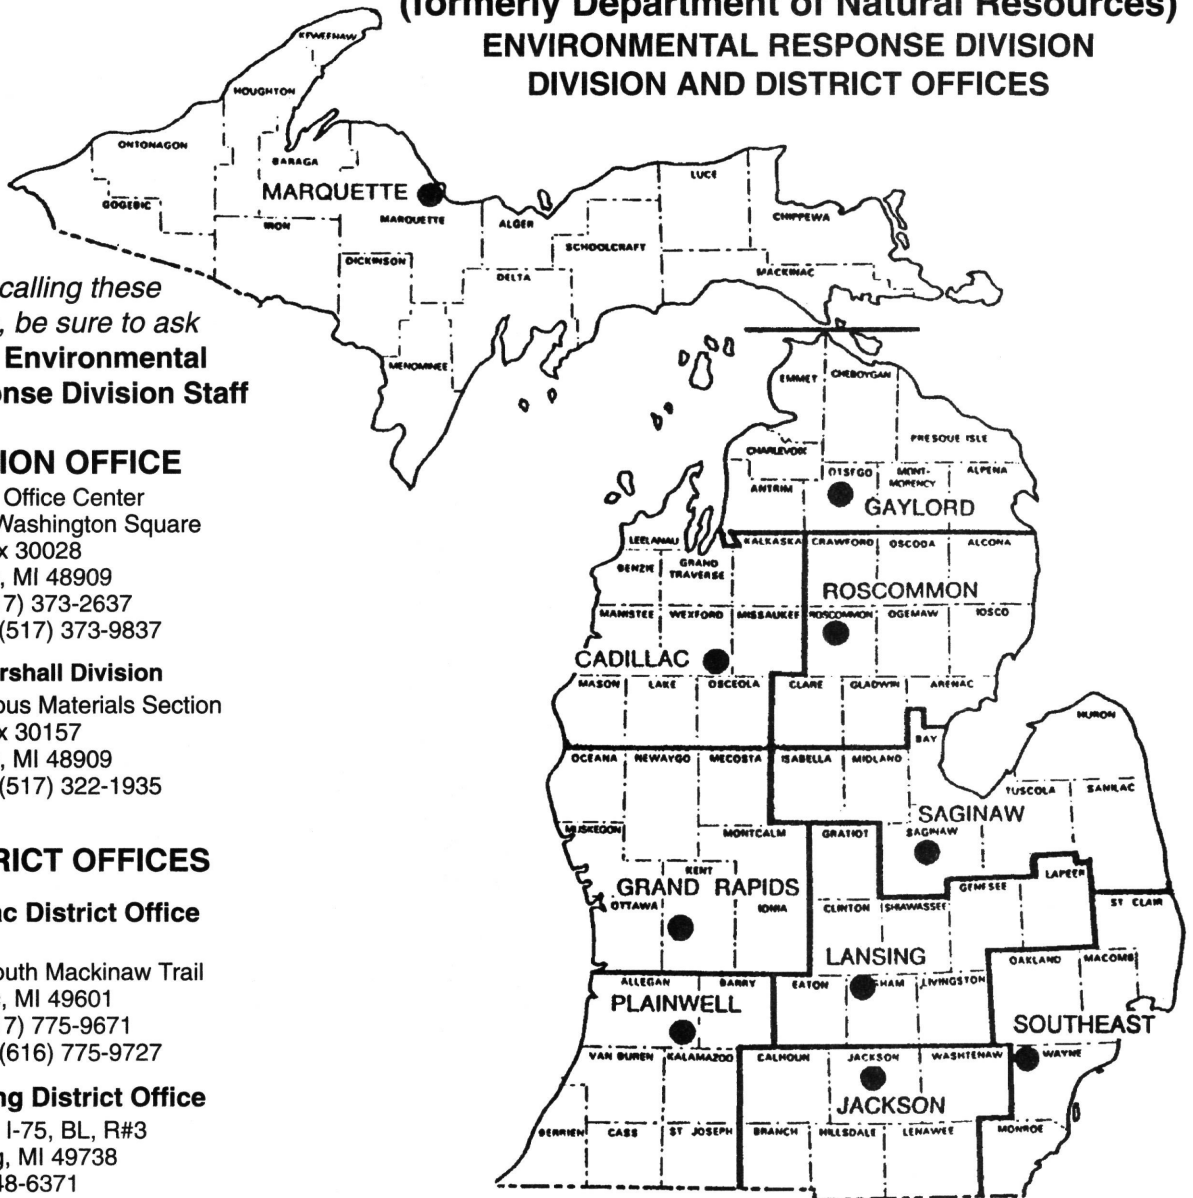 (formerly Department of Natural Resources)
ENVIRONMENTAL RESPONSE DIVISION
DIVISION AND DISTRICT OFFICES
KEWEENAW
HOUGHTON
ONTONAGON
BARAGA
MARQUETTE
GOGEBIC
IRON
MARQUETTE
ALGER
LUCE
CHIPPEWA
SCHOOLCRAFT
DICKINSON
DELTA
MACKINAC
MENOMINEE
calling these
, be sure to ask
Environmental
onse Division Staff
ION OFFICE
Office Center
Washington Square
x 30028
, MI 48909
7) 373-2637
(517) 373-9837
rshall Division
ous Materials Section
x 30157
, MI 48909
(517) 322-1935
RICT OFFICES
ac District Office
outh Mackinaw Trail
, MI 49601
7) 775-9671
(616) 775-9727
ng District Office
I-75, BL, R#3
g, MI 49738
48-6371
EMMET
CHEBOYGAN
PRESQUE ISLE
CHARLEVOIX
OTSEGO
MONT-
MORENCY
ALPENA
ANTRIM
GAYLORD
LEELANAU
KALKASKA
CRAWFORD
OSCODA
ALCONA
BENZIE
GRAND
TRAVERSE
ROSCOMMON
MANISTEE
WEXFORD
MISSAUKEE
ROSCOMMON
OGEMAW
IOSCO
CADILLAC
MASON
LAKE
OSCEOLA
CLARE
GLADWIN
ARENAC
HURON
BAY
OCEANA
NEWAYGO
MECOSTA
ISABELLA
MIDLAND
TUSCOLA
SANILAC
SAGINAW
MUSKEGON
MONTCALM
GRATIOT
SAGINAW
KENT
GRAND RAPIDS
LAPEER
GENESEE
OTTAWA
IONIA
CLINTON
SHIAWASSEE
ST CLAIR
LANSING
OAKLAND
MACOMB
ALLEGAN
BARRY
EATON
HAM
LIVINGSTON
PLAINWELL
SOUTHEAST
VAN BUREN
KALAMAZOO
CALHOUN
JACKSON
WASHTENAW
WAYNE
JACKSON
BERRIEN
CASS
ST JOSEPH
BRANCH
HILLSDALE
LENAWEE
MONROE